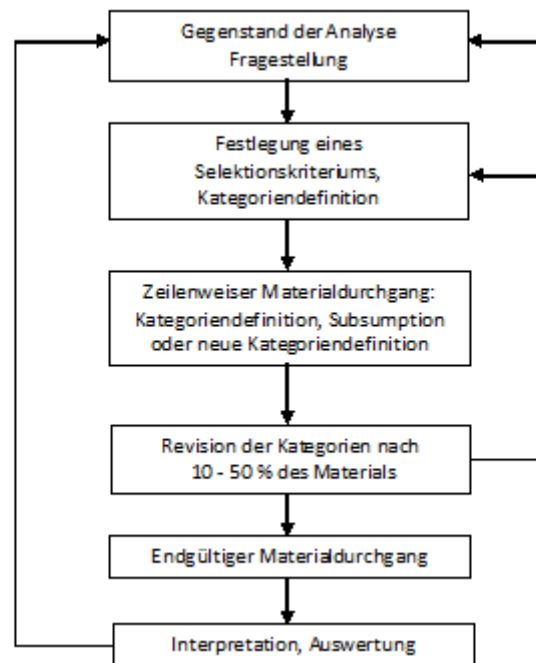 Gegenstand der Analyse
Fragestellung
Festlegung eines
Selektionskriteriums,
Kategoriendefinition
Zeilenweiser Materialdurchgang:
Kategoriendefinition, Subsumption
oder neue Kategoriendefinition
Revision der Kategorien nach
10 - 50 % des Materials
Endgültiger Materialdurchgang
Interpretation, Auswertung